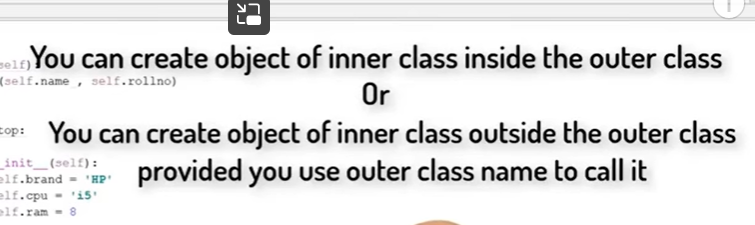 self)
You can create object of inner class inside the outer class
(self.name , self.rollno)
Or
top:
You can create object of inner class outside the outer class
_init__(self):
provided you use outer class name to call it
elf.brand = 'HP'
elf.cpu = 'i5'
elf.ram = 8